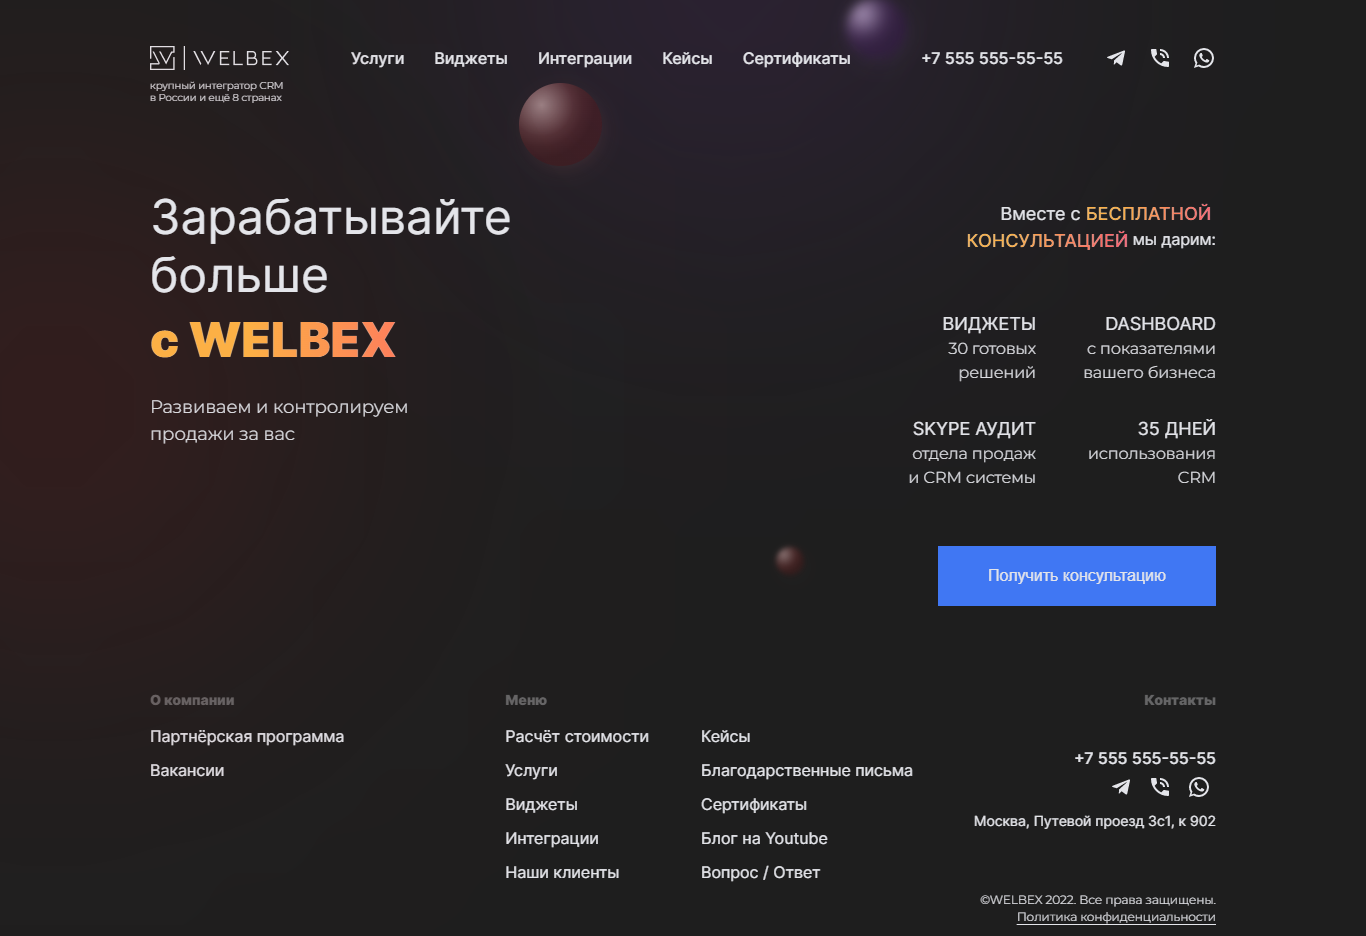 WELBEX
крупный интегратор CRM
в России и ещё 8 странах
Услуги
Виджеты
Интеграции
Кейсы
Сертификаты
+7 555 555-55-55
Зарабатывайте
больше
с WELBEX
Развиваем и контролируем
продажи за вас
Вместе с БЕСПЛАТНОЙ
КОНСУЛЬТАЦИЕЙ мы дарим:
ВИДЖЕТЫ
30 готовых
решений
DASHBOARD
с показателями
вашего бизнеса
SKYPE АУДИТ
отдела продаж
и CRM системы
35 ДНЕЙ
использования
CRM
Получить консультацию
О компании
Партнёрская программа
Вакансии
Меню
Расчёт стоимости
Услуги
Виджеты
Интеграции
Наши клиенты
Кейсы
Благодарственные письма
Сертификаты
Блог на Youtube
Вопрос / Ответ
Контакты
+7 555 555-55-55
Москва, Путевой проезд 3с1, к 902
©WELBEX 2022. Все права защищены.
Политика конфиденциальности